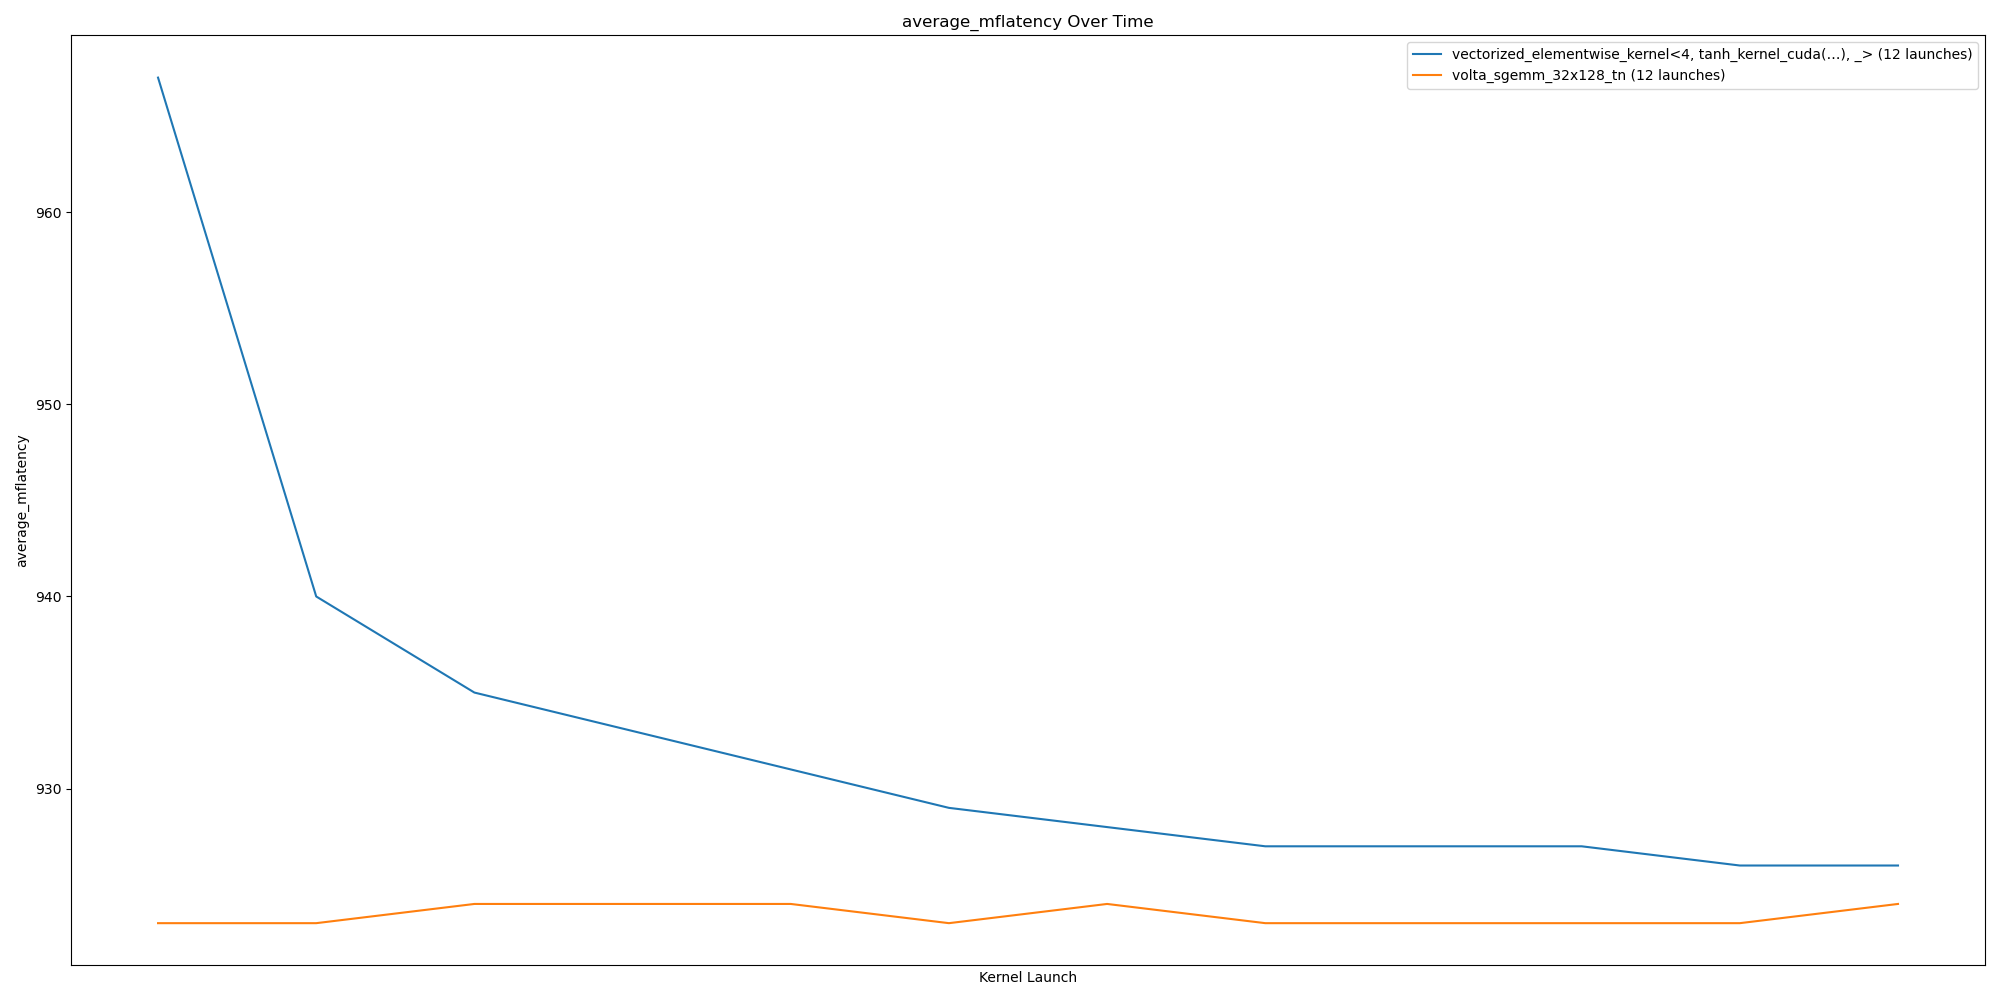 average_mflatency Over Time
vectorized_elementwise_kernel<4, tanh_kernel_cuda(...), _> (12 launches)
volta_sgemm_32x128_tn (12 launches)
960
950
940
930
average_mflatency
Kernel Launch